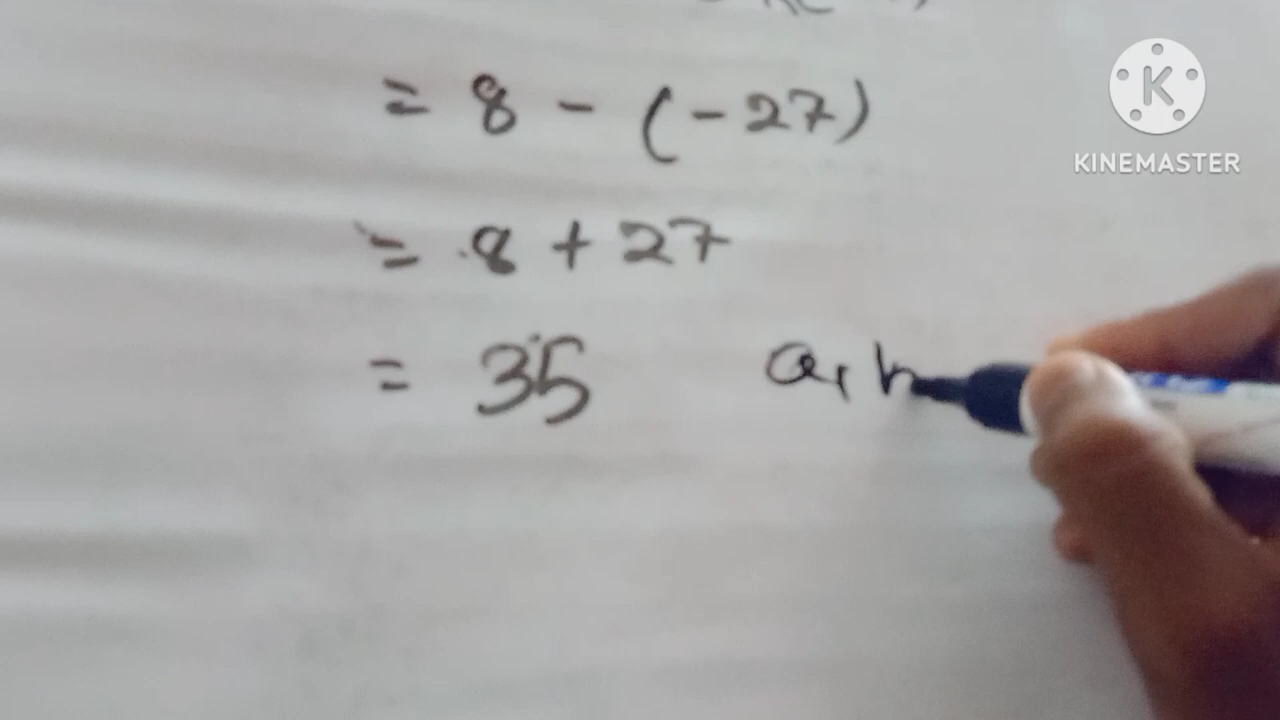 = 8 - (-27)
K
KINEMASTER
= 8 + 27
= 35 a,